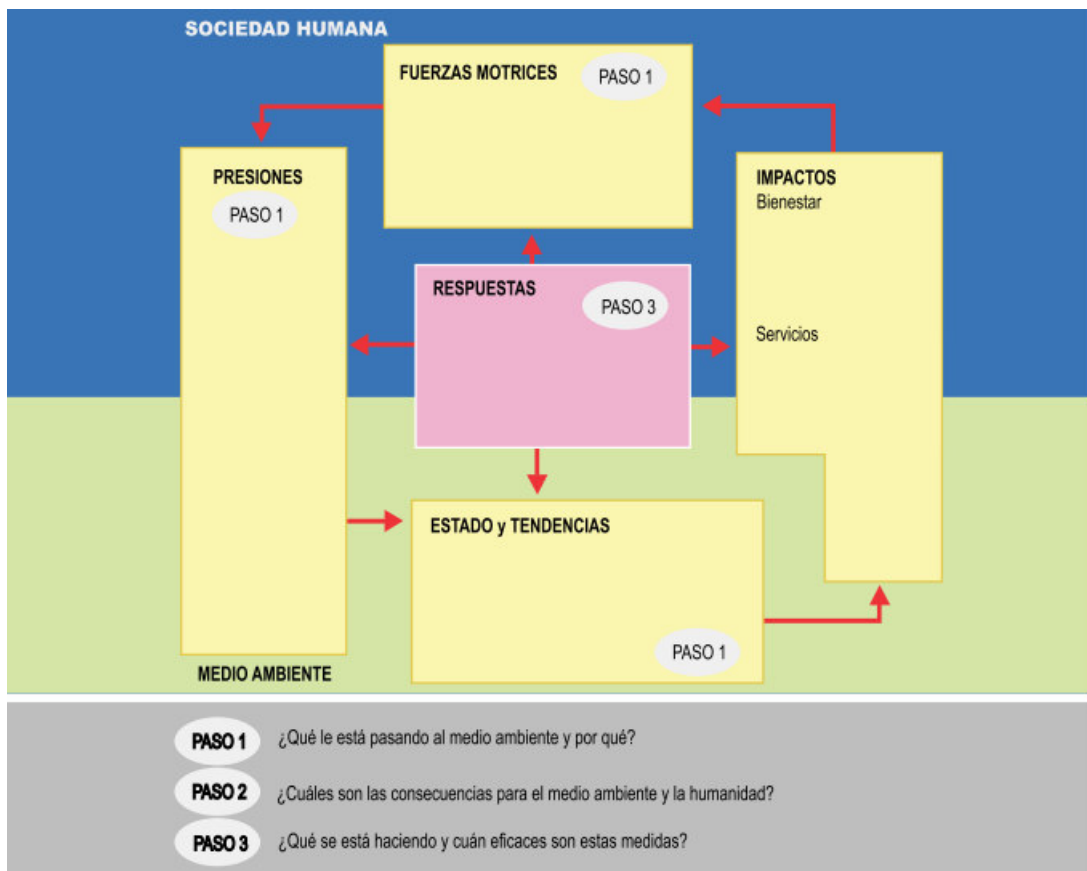 SOCIEDAD HUMANA
FUERZAS MOTRICES
PASO 1
PRESIONES
PASO 1
IMPACTOS
Bienestar
Servicios
RESPUESTAS
PASO 3
ESTADO y TENDENCIAS
PASO 1
MEDIO AMBIENTE
PASO 1 ¿Qué le está pasando al medio ambiente y por qué?
PASO 2 ¿Cuáles son las consecuencias para el medio ambiente y la humanidad?
PASO 3 ¿Qué se está haciendo y cuán eficaces son estas medidas?